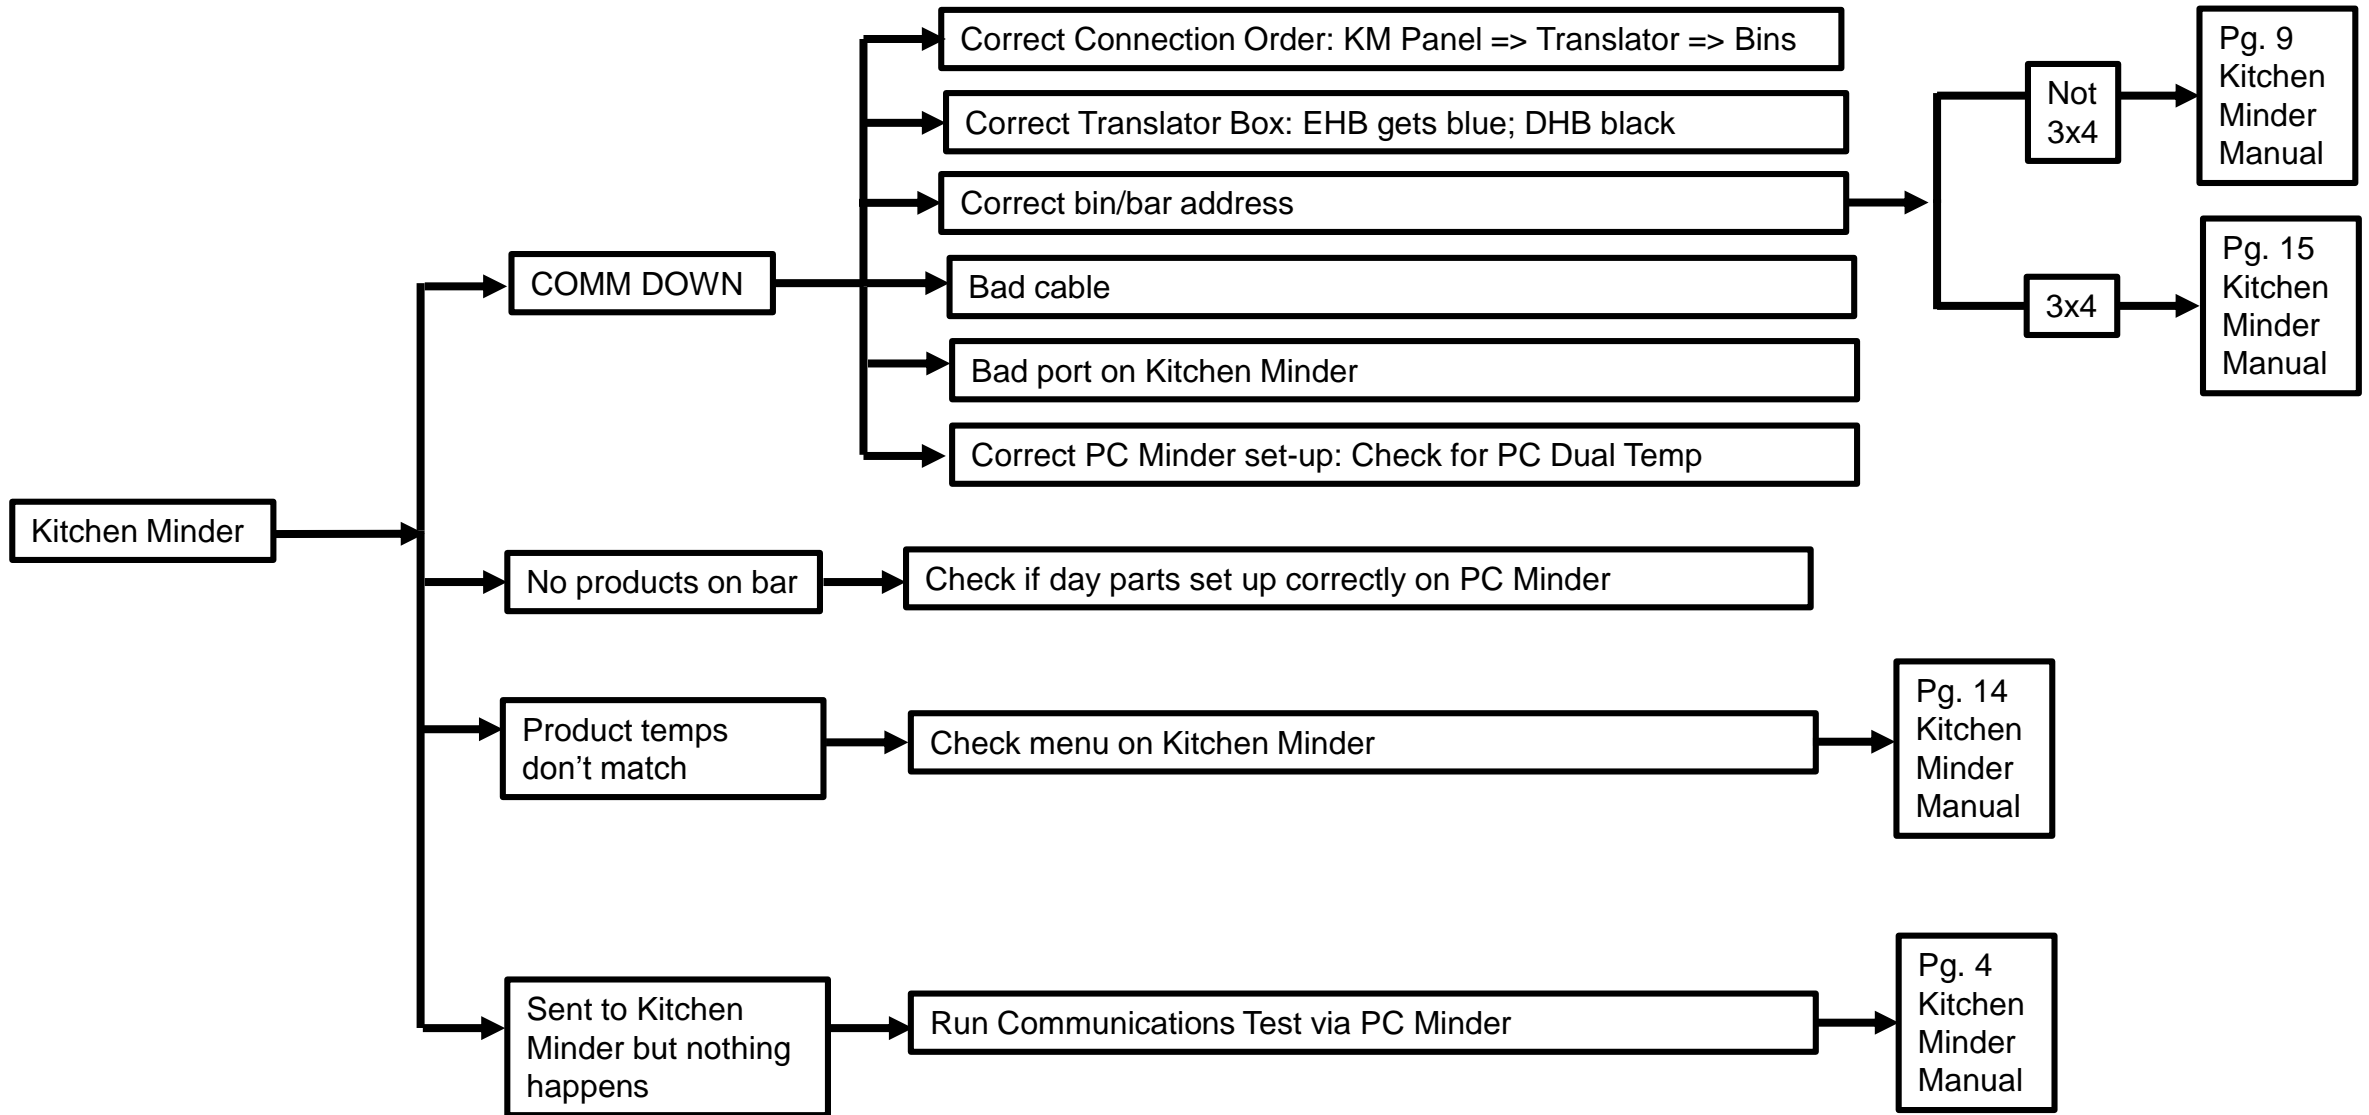 Correct Connection Order: KM Panel => Translator => Bins
Correct Translator Box: EHB gets blue; DHB black
Correct bin/bar address
Not
3x4
Pg. 9
Kitchen
Minder
Manual
3x4
Pg. 15
Kitchen
Minder
Manual
COMM DOWN
Bad cable
Bad port on Kitchen Minder
Correct PC Minder set-up: Check for PC Dual Temp
Kitchen Minder
No products on bar
Check if day parts set up correctly on PC Minder
Product temps
don’t match
Check menu on Kitchen Minder
Pg. 14
Kitchen
Minder
Manual
Sent to Kitchen
Minder but nothing
happens
Run Communications Test via PC Minder
Pg. 4
Kitchen
Minder
Manual